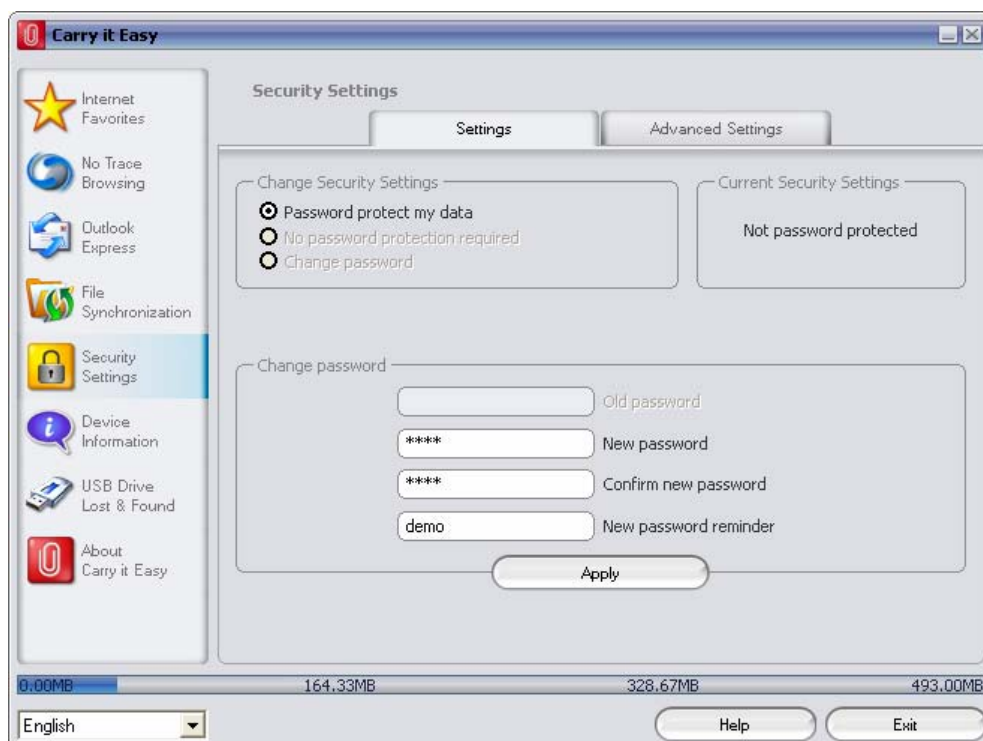 Carry it Easy
Internet
Favorites
No Trace
Browsing
Outlook
Express
File
Synchronization
Security
Settings
Device
Information
USB Drive
Lost & Found
About
Carry it Easy
Security Settings
Settings
Advanced Settings
Change Security Settings
Password protect my data
No password protection required
Change password
Current Security Settings
Not password protected
Change password
Old password
**** New password
**** Confirm new password
demo New password reminder
Apply
0.00MB 164.33MB 328.67MB 493.00MB
English
Help
Exit